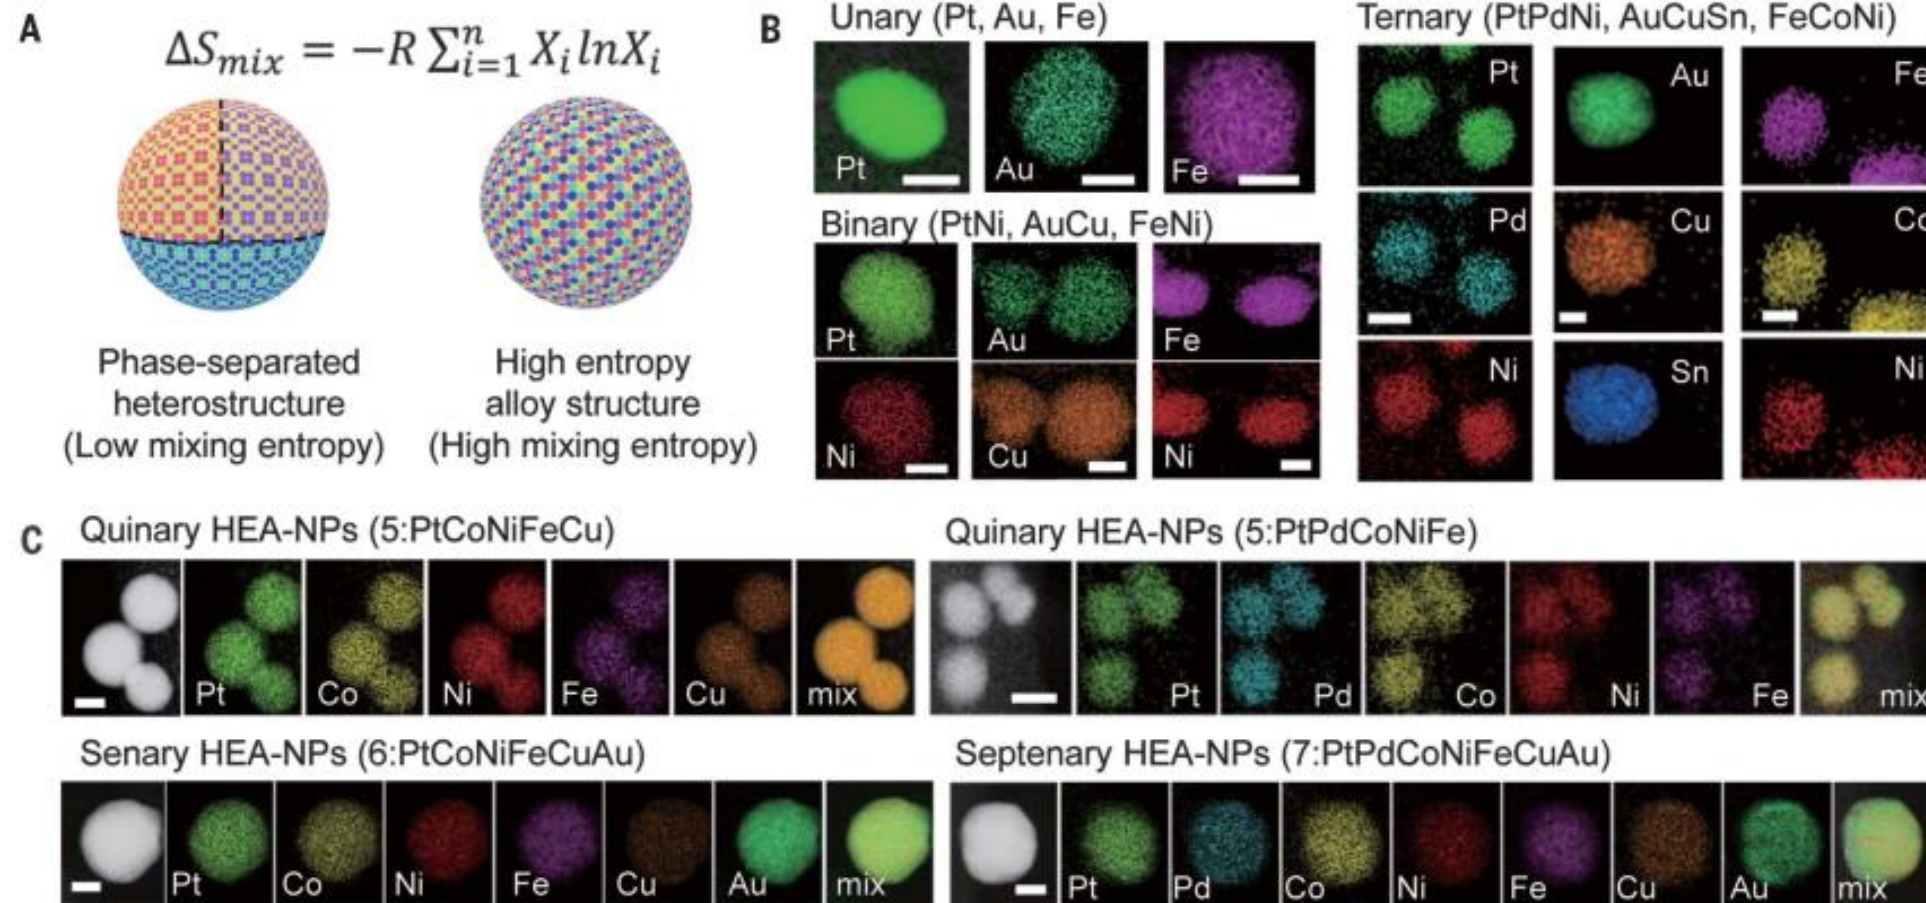 A
ΔS_mix = −R ∑_{i=1}^{n} X_i lnX_i
Phase-separated
heterostructure
(Low mixing entropy)
High entropy
alloy structure
(High mixing entropy)
B
Unary (Pt, Au, Fe)
Pt
Au
Fe
Binary (PtNi, AuCu, FeNi)
Pt
Au
Fe
Ni
Cu
Ni
Ternary (PtPdNi, AuCuSn, FeCoNi)
Pt
Au
Fe
Pd
Cu
Co
Ni
Sn
Ni
C
Quinary HEA-NPs (5:PtCoNiFeCu)
Pt
Co
Ni
Fe
Cu
mix
Quinary HEA-NPs (5:PtPdCoNiFe)
Pt
Pd
Co
Ni
Fe
mix
Senary HEA-NPs (6:PtCoNiFeCuAu)
Pt
Co
Ni
Fe
Cu
Au
mix
Septenary HEA-NPs (7:PtPdCoNiFeCuAu)
Pt
Pd
Co
Ni
Fe
Cu
Au
mix